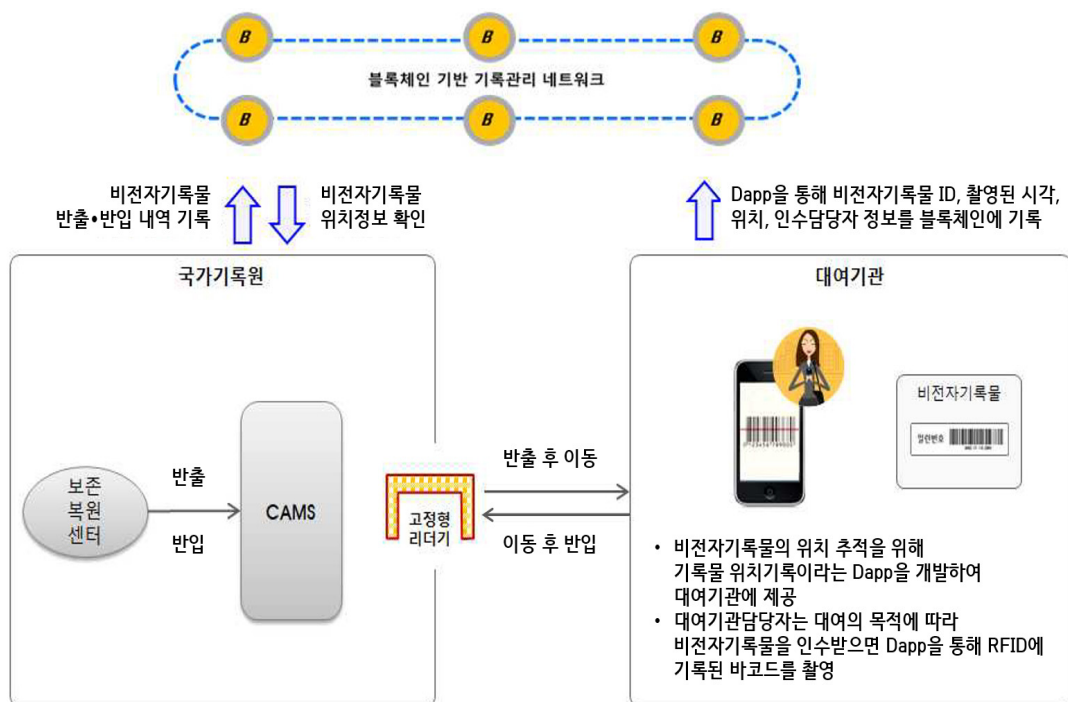 B
B
B
블록체인 기반 기록관리 네트워크
B
B
B
비전자기록물
반출•반입 내역 기록
비전자기록물
위치정보 확인
Dapp을 통해 비전자기록물 ID, 촬영된 시각,
위치, 인수담당자 정보를 블록체인에 기록
국가기록원
보존
복원
센터
반출
반입
CAMS
고정형
리더기
반출 후 이동
이동 후 반입
대여기관
비전자기록물
일련번호
• 비전자기록물의 위치 추적을 위해
기록물 위치기록이라는 Dapp을 개발하여
대여기관에 제공
• 대여기관담당자는 대여의 목적에 따라
비전자기록물을 인수받으면 Dapp을 통해 RFID에
기록된 바코드를 촬영